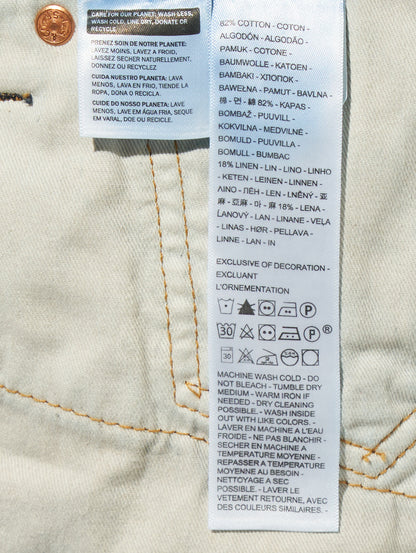 CARE FOR OUR PLANET: WASH LESS,
WASH COLD, LINE DRY, DONATE OR
RECYCLE
PRENEZ SOIN DE NOTRE PLANETE:
LAVEZ MOINS, LAVEZ A FROID,
LAISSEZ SECHER NATURELLEMENT.
DONNEZ OU RECYCLEZ
CUIDA NUESTRO PLANETA: LAVA
MENOS, LAVA EN FRIO, TIENDE LA
ROPA, DONA O RECICLA.
CUIDE DO NOSSO PLANETA: LAVE
MENOS, LAVE EM ÁGUA FRIA, SEQUE
EM VARAL, DOE OU RECICLE.
82% COTTON - COTON -
ALGODÓN - ALGODÃO -
PAMUK - COTONE -
BAUMWOLLE - KATOEN -
ΒΑΜΒΑΚΙ - ХЛОПОК -
BAWEŁNA - PAMUT - BAVLNA -
棉 - 면 - 綿 82% - KAPAS -
BOMBAŽ - PUUVILL -
KOKVILNA - MEDVILNĖ -
BOMULD - PUUVILLA -
BOMULL - BUMBAC
18% LINEN - LIN - LINO - LINHO
- KETEN - LEINEN - LINNEN -
ΛΙΝΟ - ЛЁН - LEN - LNĚNÝ - 亚
麻 - 亞麻 - 마 - 麻 18% - LENA -
ĽANOVÝ - LAN - LINANE - VEĻA
- LINAS - HØR - PELLAVA -
LINNE - LAN - IN
EXCLUSIVE OF DECORATION -
EXCLUANT
L'ORNEMENTATION
P
30 P ®
30
MACHINE WASH COLD - DO
NOT BLEACH - TUMBLE DRY
MEDIUM - WARM IRON IF
NEEDED - DRY CLEANING
POSSIBLE. - WASH INSIDE
OUT WITH LIKE COLORS. -
LAVER EN MACHINE A L'EAU
FROIDE - NE PAS BLANCHIR -
SECHER EN MACHINE A
TEMPERATURE MOYENNE -
REPASSER A TEMPERATURE
MOYENNE AU BESOIN -
NETTOYAGE A SEC
POSSIBLE. - LAVER LE
VETEMENT RETOURNE, AVEC
DES COULEURS SIMILAIRES. -